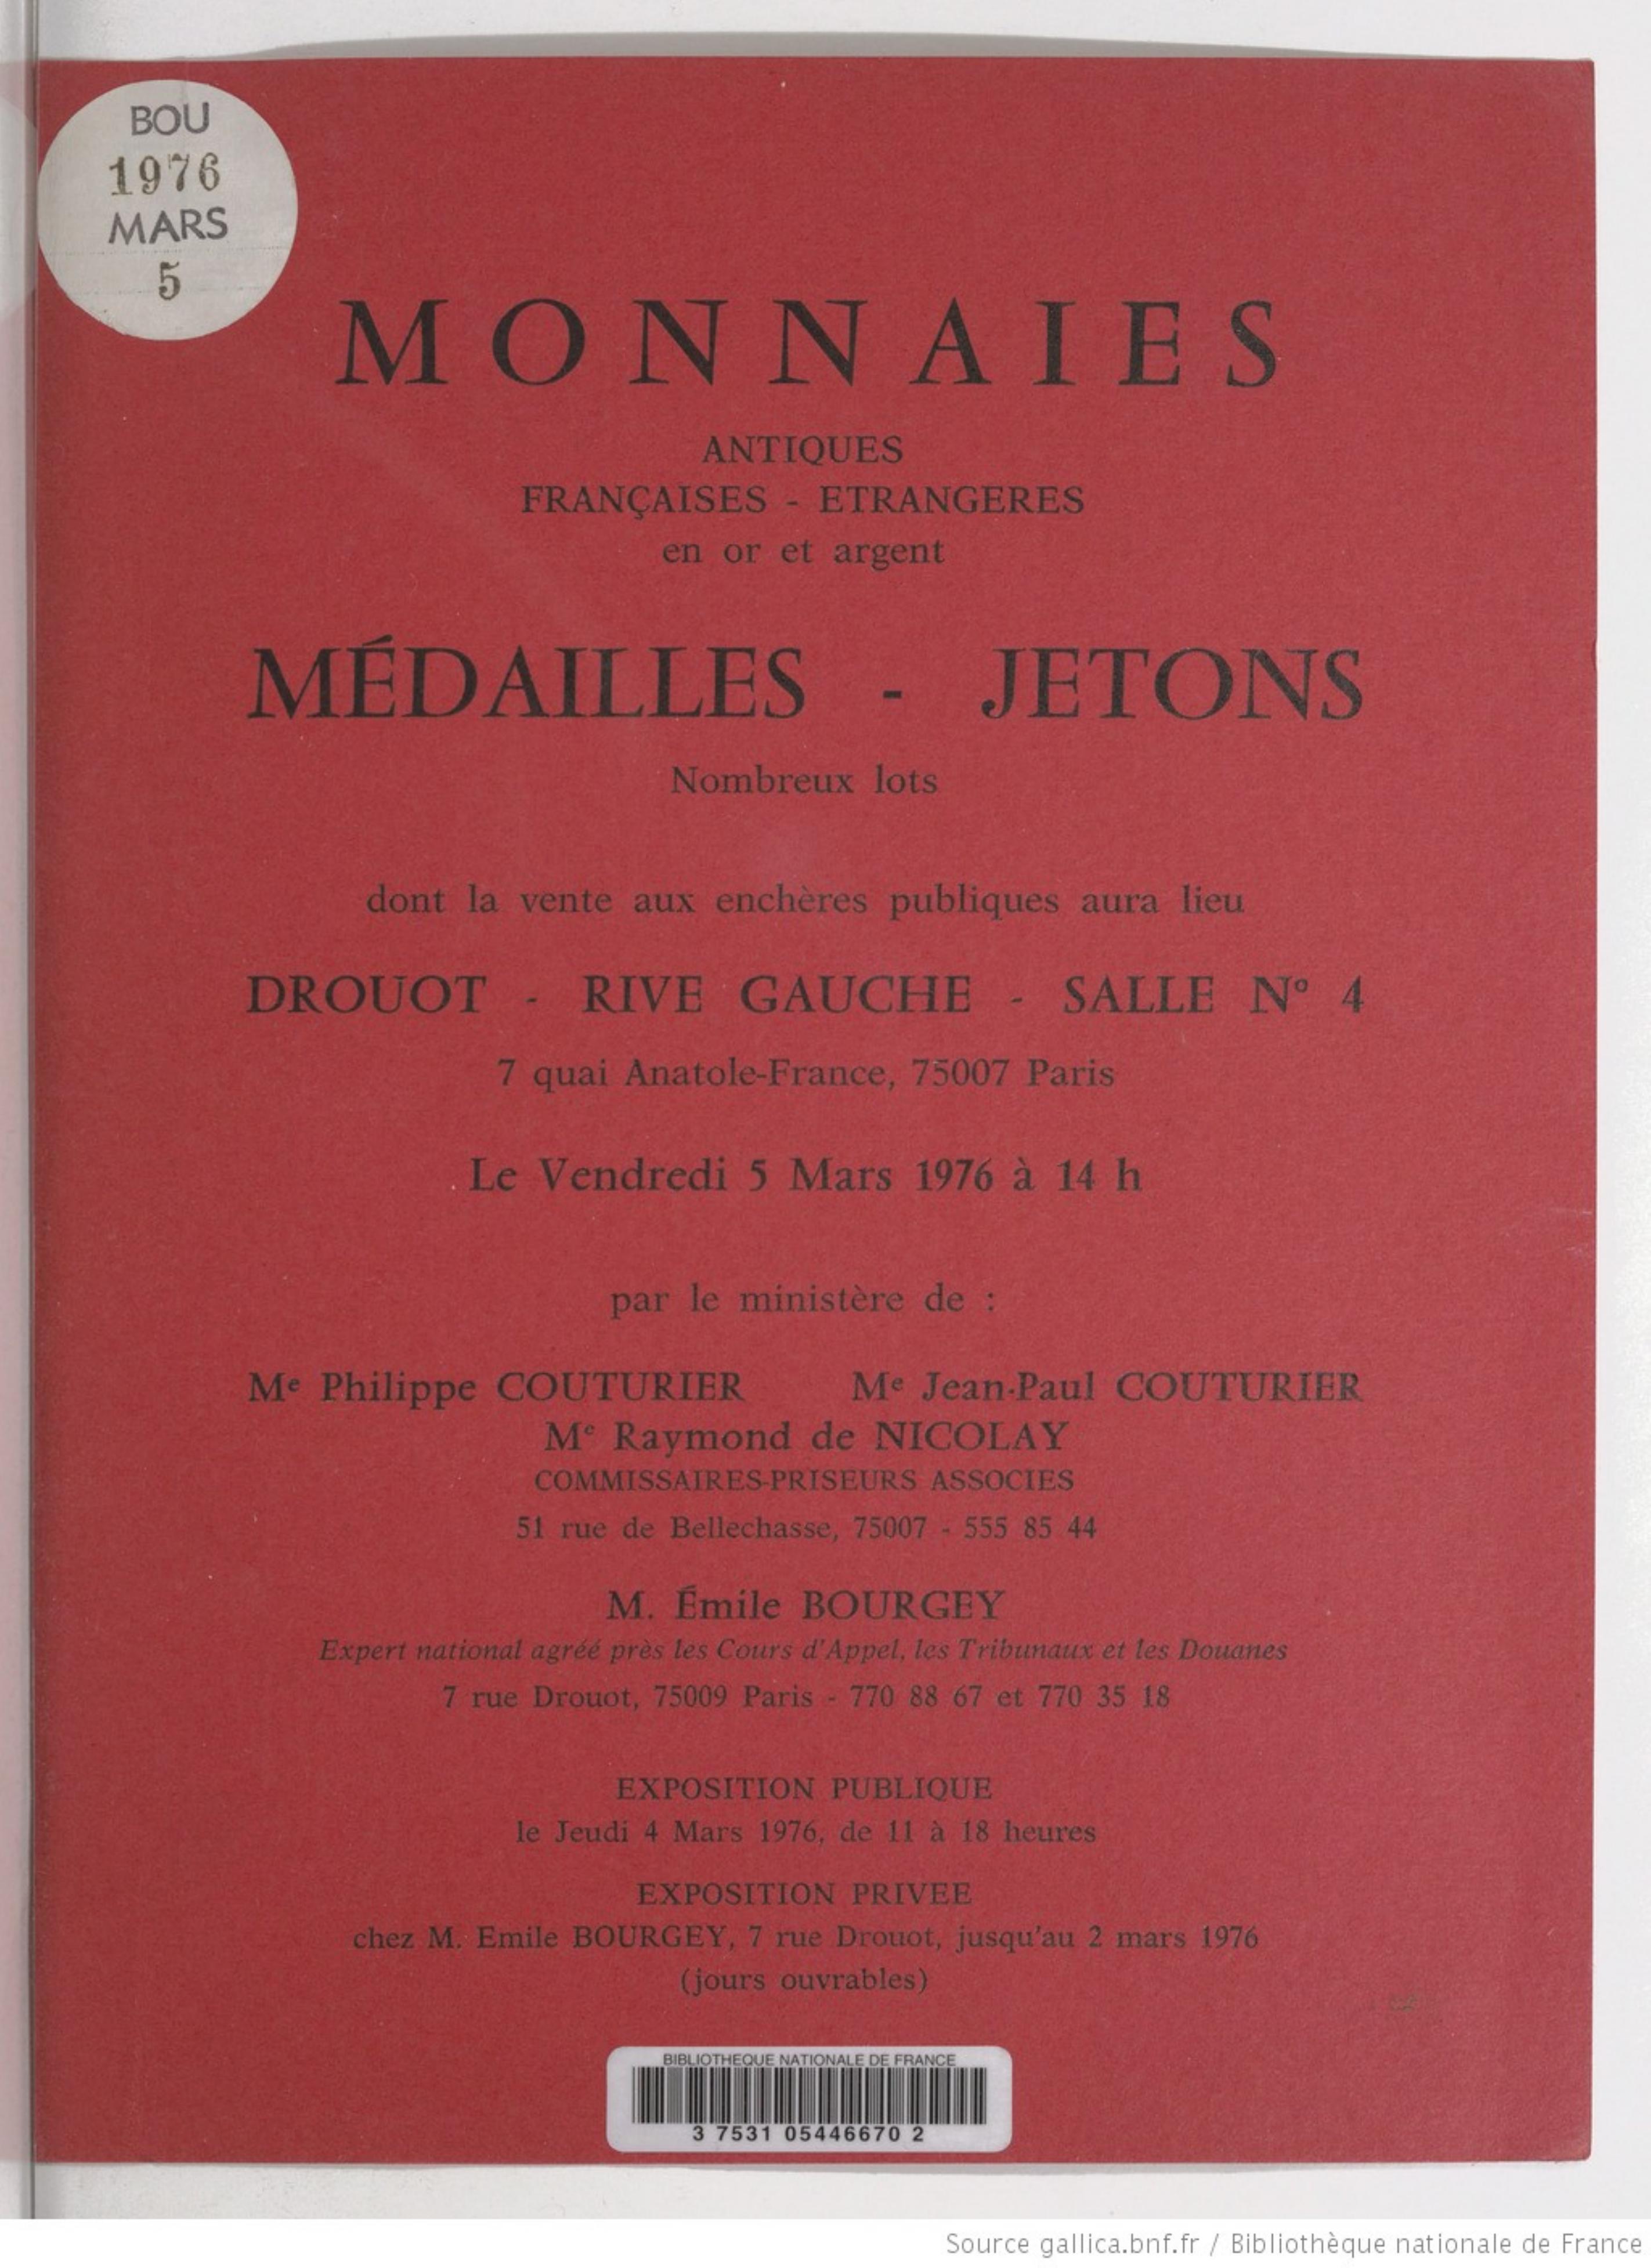 BOU
1976
MARS
5
MONNAIES
ANTIQUES
FRANÇAISES - ETRANGERES
en or et argent
MÉDAILLES - JETONS
Nombreux lots
dont la vente aux enchères publiques aura lieu
DROUOT - RIVE GAUCHE - SALLE Nº 4
7 quai Anatole-France, 75007 Paris
Le Vendredi 5 Mars 1976 à 14 h
par le ministère de :
Mᵉ Philippe COUTURIER Mᵉ Jean-Paul COUTURIER
Mᵉ Raymond de NICOLAY
COMMISSAIRES-PRISEURS ASSOCIES
51 rue de Bellechasse, 75007 - 555 85 44
M. Émile BOURGEY
Expert national agréé près les Cours d'Appel, les Tribunaux et les Douanes
7 rue Drouot, 75009 Paris - 770 88 67 et 770 35 18
EXPOSITION PUBLIQUE
le Jeudi 4 Mars 1976, de 11 à 18 heures
EXPOSITION PRIVEE
chez M. Emile BOURGEY, 7 rue Drouot, jusqu'au 2 mars 1976
(jours ouvrables)
BIBLIOTHEQUE NATIONALE DE FRANCE
3 7531 05446670 2
Source gallica.bnf.fr / Bibliothèque nationale de France